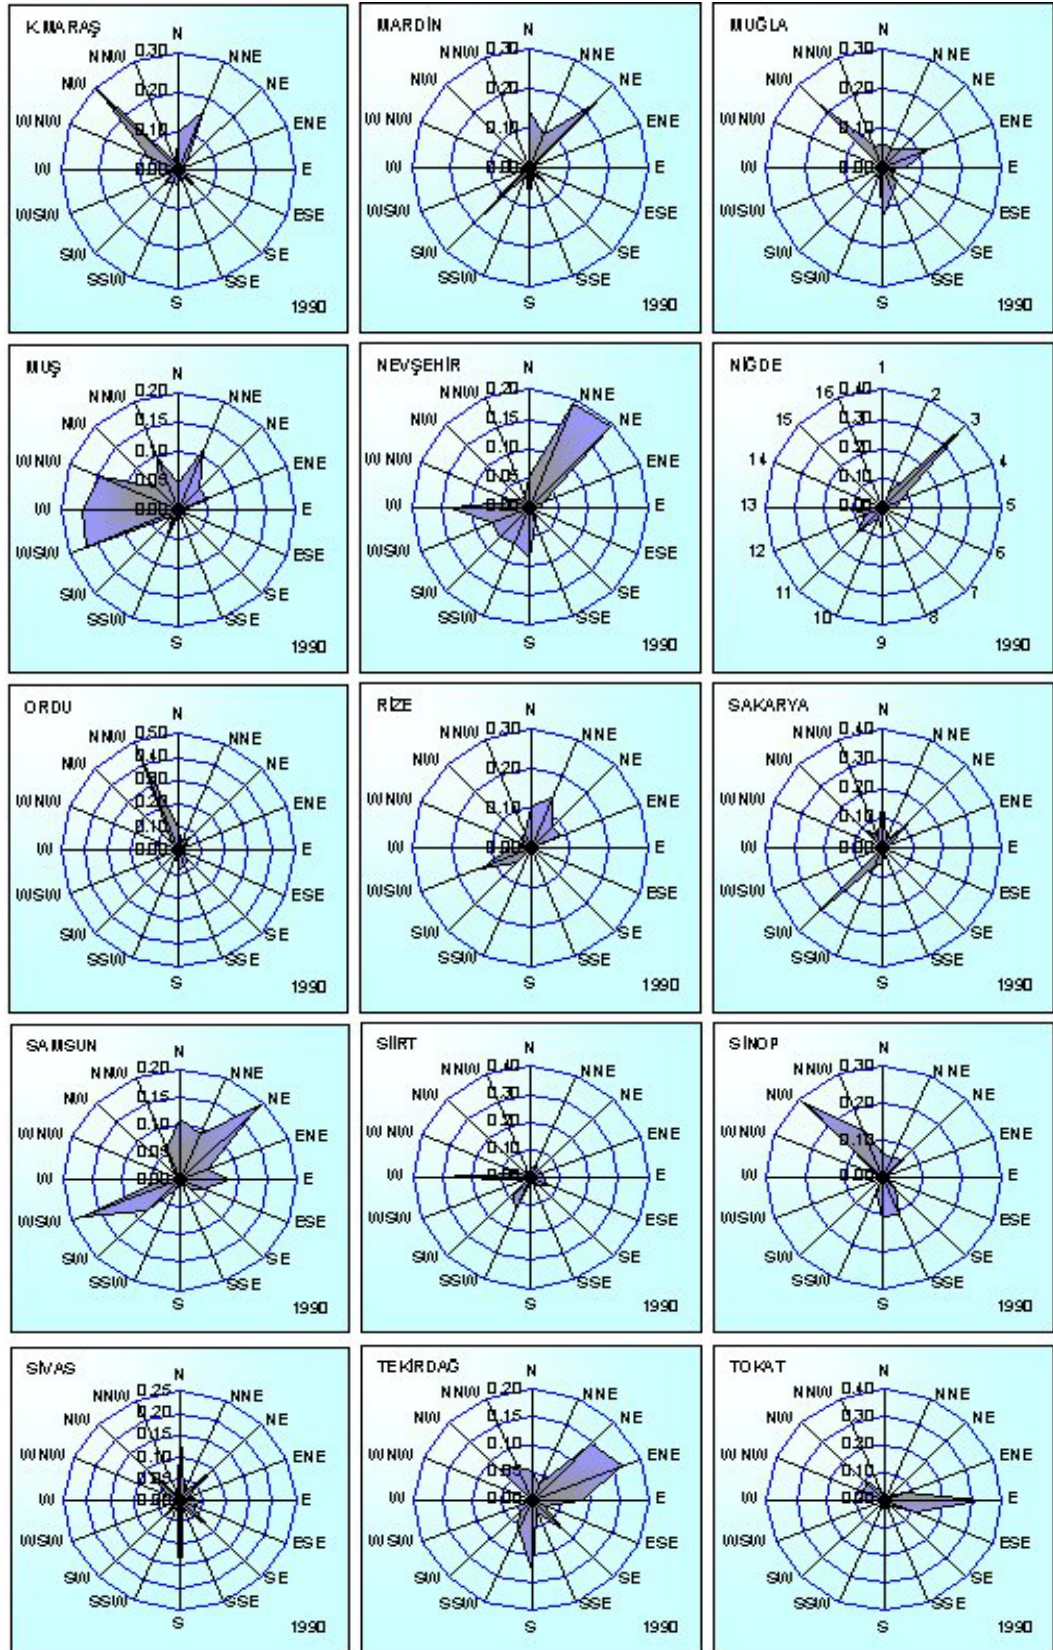 K.MARAŞ
N
NNW 0.30 NNE
NW NE
0.20
WNW 0.10 ENE
W 0.00 E
WSW ESE
SW SE
SSW SSE
S
1990
MARDİN
N
NNW 0.30 NNE
NW NE
0.20
WNW 0.10 ENE
W 0.00 E
WSW ESE
SW SE
SSW SSE
S
1990
MUĞLA
N
NNW 0.30 NNE
NW NE
0.20
WNW 0.10 ENE
W 0.00 E
WSW ESE
SW SE
SSW SSE
S
1990
MUŞ
N
NNW 0.20 NNE
NW 0.15 NE
WNW 0.10 ENE
0.05
W 0.00 E
WSW ESE
SW SE
SSW SSE
S
1990
NEVŞEHİR
N
NNW 0.20 NNE
NW 0.15 NE
WNW 0.10 ENE
0.05
W 0.00 E
WSW ESE
SW SE
SSW SSE
S
1990
NİĞDE
1
16 0.40 2
15 0.30 3
14 0.20 4
0.10
13 0.00 5
12 6
11 7
10 8
9
1990
ORDU
N
NNW 0.50 NNE
NW 0.40 NE
0.30
WNW 0.20 ENE
0.10
W 0.00 E
WSW ESE
SW SE
SSW SSE
S
1990
RİZE
N
NNW 0.30 NNE
NW NE
0.20
WNW 0.10 ENE
W 0.00 E
WSW ESE
SW SE
SSW SSE
S
1990
SAKARYA
N
NNW 0.40 NNE
NW 0.30 NE
WNW 0.20 ENE
0.10
W 0.00 E
WSW ESE
SW SE
SSW SSE
S
1990
SAMSUN
N
NNW 0.20 NNE
NW 0.15 NE
WNW 0.10 ENE
0.05
W 0.00 E
WSW ESE
SW SE
SSW SSE
S
1990
SİİRT
N
NNW 0.40 NNE
NW 0.30 NE
WNW 0.20 ENE
0.10
W 0.00 E
WSW ESE
SW SE
SSW SSE
S
1990
SİNOP
N
NNW 0.30 NNE
NW NE
0.20
WNW 0.10 ENE
W 0.00 E
WSW ESE
SW SE
SSW SSE
S
1990
SİVAS
N
NNW 0.25 NNE
NW 0.20 NE
0.15
WNW 0.10 ENE
0.05
W 0.00 E
WSW ESE
SW SE
SSW SSE
S
1990
TEKİRDAĞ
N
NNW 0.20 NNE
NW 0.15 NE
WNW 0.10 ENE
0.05
W 0.00 E
WSW ESE
SW SE
SSW SSE
S
1990
TOKAT
N
NNW 0.40 NNE
NW 0.30 NE
WNW 0.20 ENE
0.10
W 0.00 E
WSW ESE
SW SE
SSW SSE
S
1990